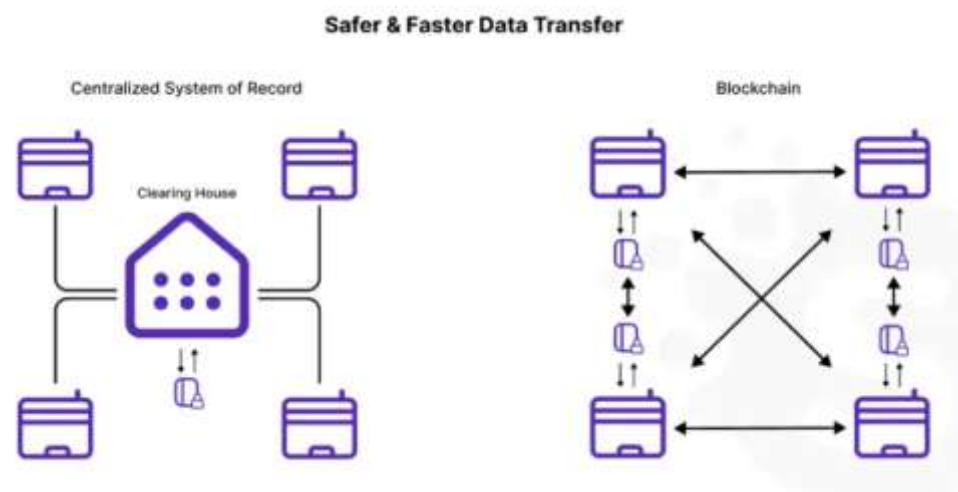 Safer & Faster Data Transfer
Centralized System of Record
Blockchain
Clearing House